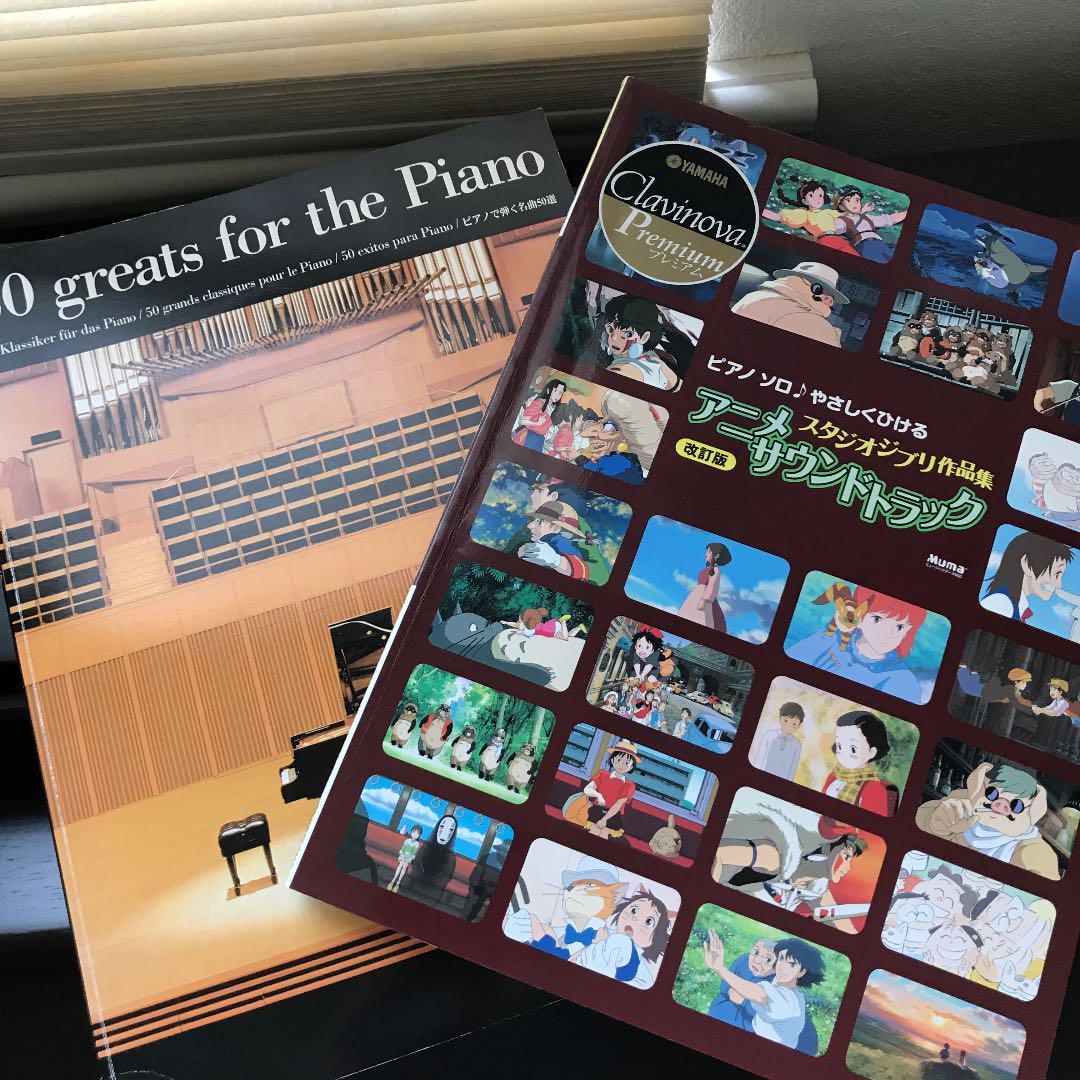 0 greats for the Piano
Klassiker für das Piano / 50 grands classiques pour le Piano / 50 exitos para Piano / ピアノで弾く名曲50選
YAMAHA
Clavinova
Premium
プレミアム
ピアノ ソロ♪やさしくひける
アニメ スタジオジブリ作品集
改訂版 サウンドトラック
Muma